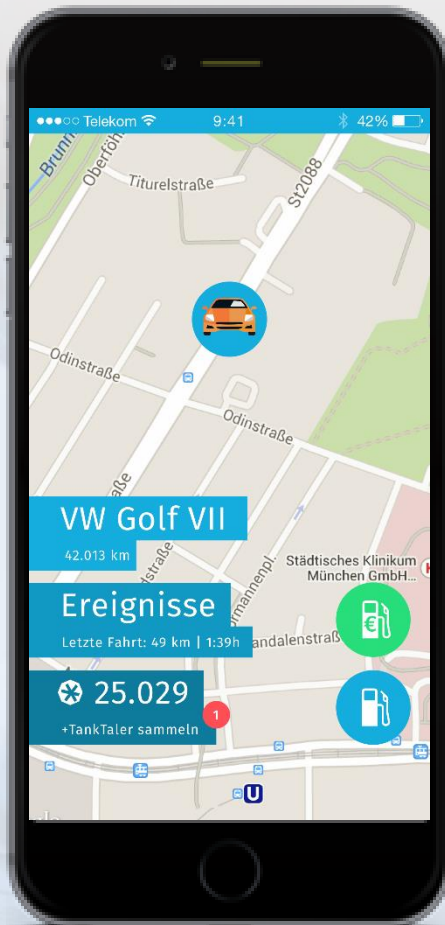 Telekom 9:41 42%
Oberföh
Titurelstraße
St2088
Odinstraße
Odinstraße
VW Golf VII
42.013 km
Städtisches Klinikum
München GmbH...
Ereignisse
Letzte Fahrt: 49 km | 1:39h
andalenstraß
€
25.029
1
+TankTaler sammeln
U